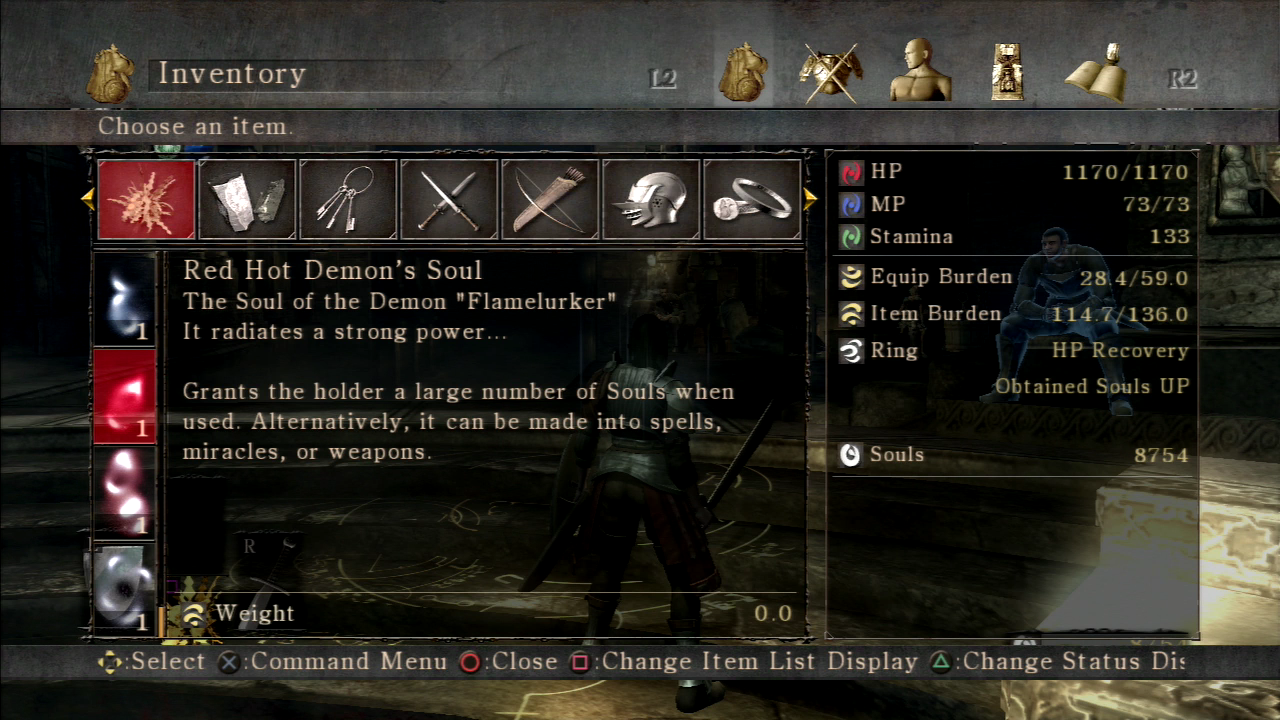 Inventory
L2
R2
Choose an item.
Red Hot Demon's Soul
The Soul of the Demon "Flamelurker"
It radiates a strong power...
Grants the holder a large number of Souls when
used. Alternatively, it can be made into spells,
miracles, or weapons.
1
1
1
1
R
Weight 0.0
HP 1170/1170
MP 73/73
Stamina 133
Equip Burden 28.4/59.0
Item Burden 114.7/136.0
Ring HP Recovery
Obtained Souls UP
Souls 8754
:Select :Command Menu :Close :Change Item List Display :Change Status Dis